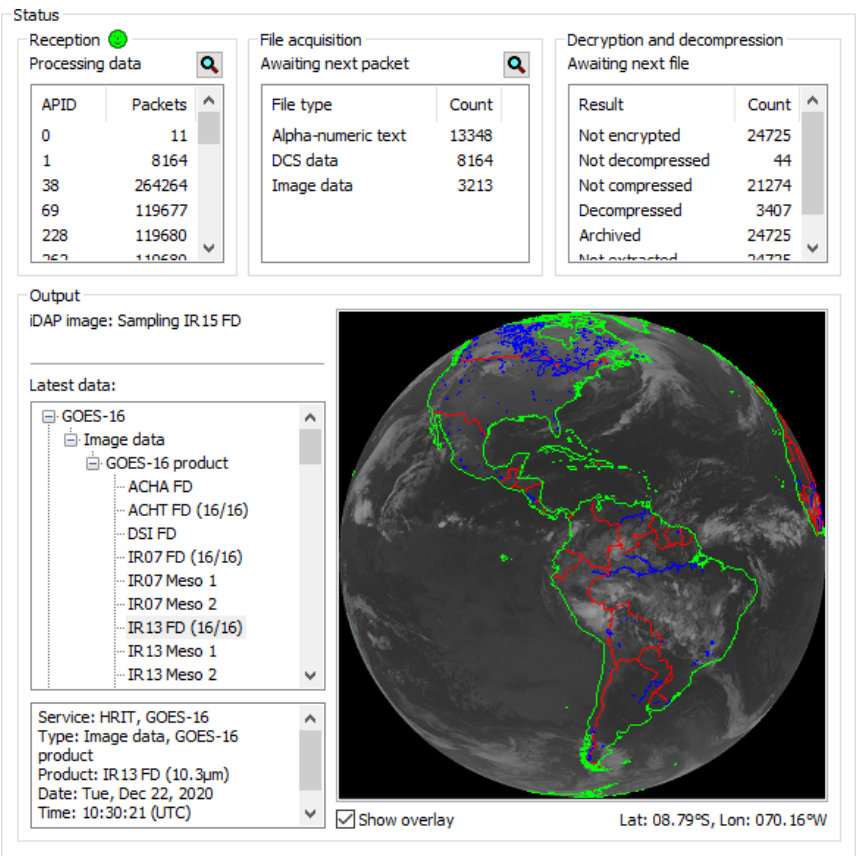 Status
Reception
Processing data
APID Packets
0 11
1 8164
38 264264
69 119677
228 119680
262 119680
File acquisition
Awaiting next packet
File type Count
Alpha-numeric text 13348
DCS data 8164
Image data 3213
Decryption and decompression
Awaiting next file
Result Count
Not encrypted 24725
Not decompressed 44
Not compressed 21274
Decompressed 3407
Archived 24725
Not extracted 24725
Output
iDAP image: Sampling IR15 FD
Latest data:
GOES-16
Image data
GOES-16 product
ACHA FD
ACHT FD (16/16)
DSI FD
IR07 FD (16/16)
IR07 Meso 1
IR07 Meso 2
IR13 FD (16/16)
IR13 Meso 1
IR13 Meso 2
Service: HRIT, GOES-16
Type: Image data, GOES-16
product
Product: IR13 FD (10.3µm)
Date: Tue, Dec 22, 2020
Time: 10:30:21 (UTC)
Show overlay
Lat: 08.79°S, Lon: 070.16°W